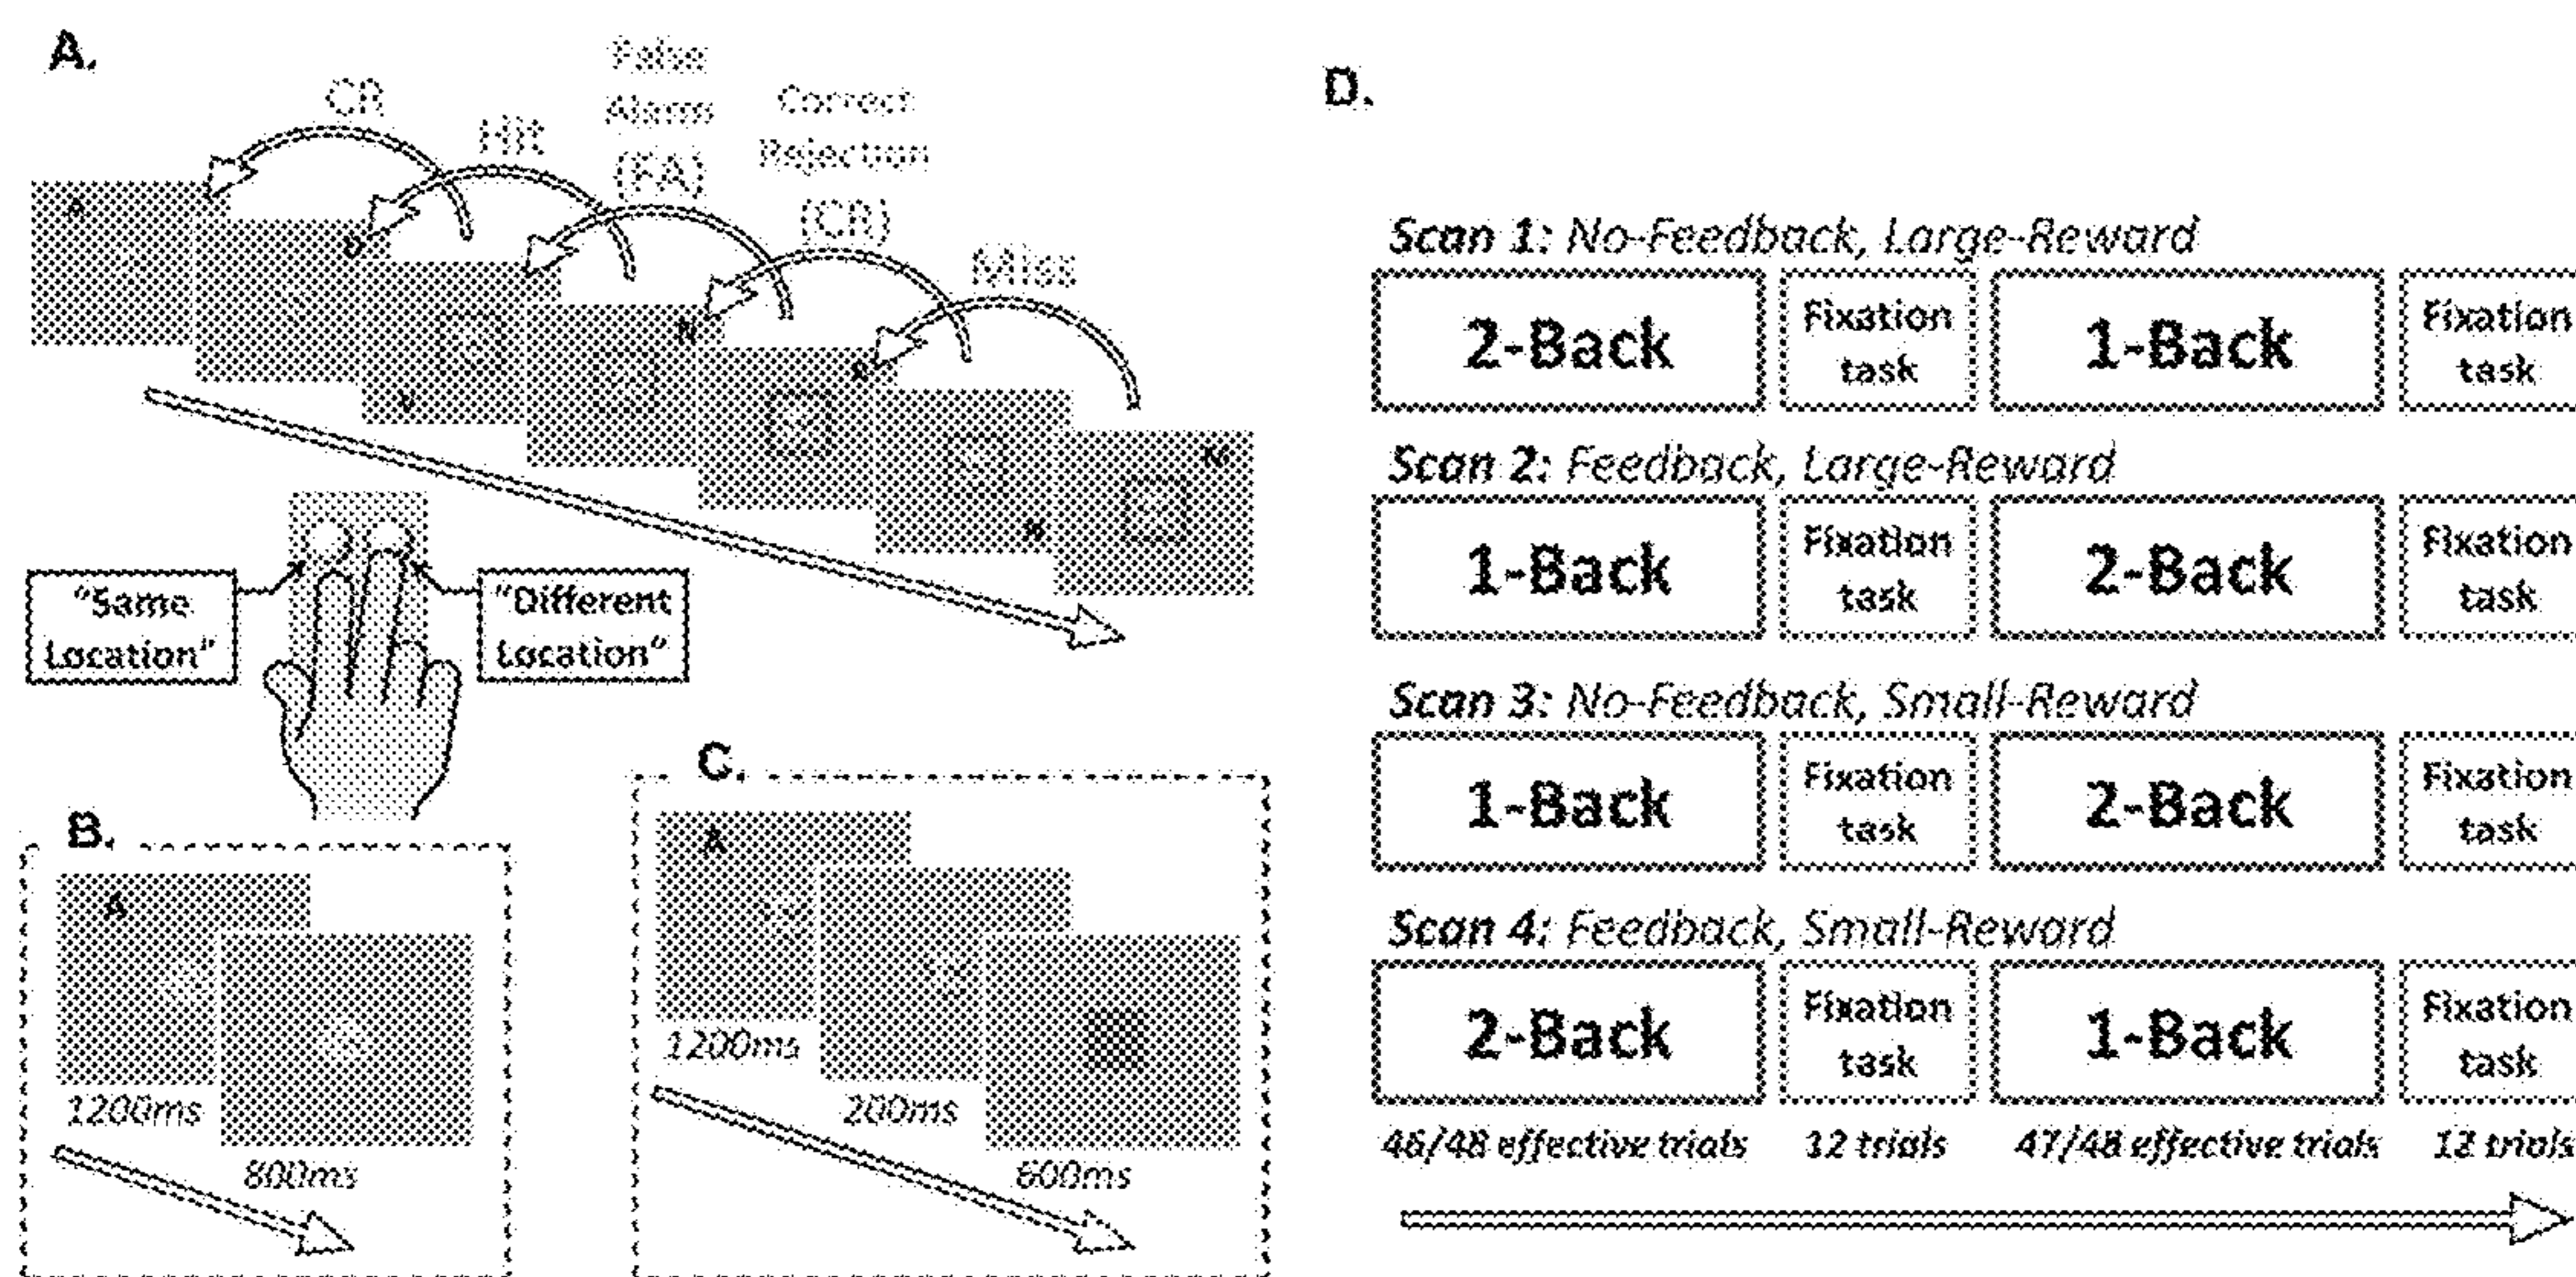 A.
CR
Hit
False
Alarm
(FA)
Correct
Rejection
(CR)
Miss
"Same
Location"
"Different
Location"
B.
A
1200ms
800ms
C.
A
1200ms
200ms
600ms
D.
Scan 1: No-Feedback, Large-Reward
2-Back
Fixation
task
1-Back
Fixation
task
Scan 2: Feedback, Large-Reward
1-Back
Fixation
task
2-Back
Fixation
task
Scan 3: No-Feedback, Small-Reward
1-Back
Fixation
task
2-Back
Fixation
task
Scan 4: Feedback, Small-Reward
2-Back
Fixation
task
1-Back
Fixation
task
46/48 effective trials
12 trials
47/48 effective trials
12 trials